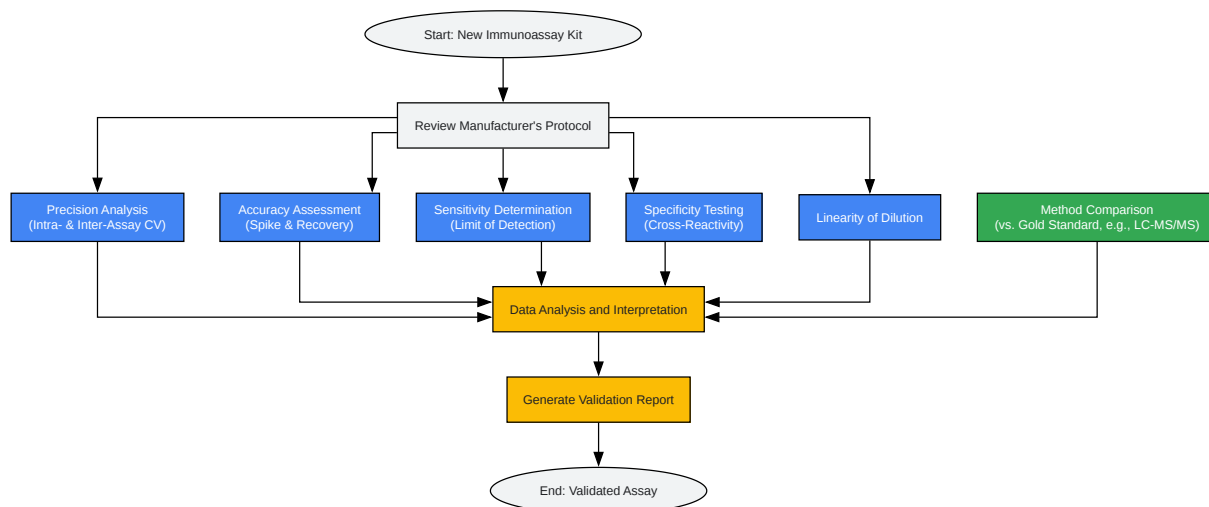 Start: New Immunoassay Kit
Review Manufacturer's Protocol
Precision Analysis
(Intra- & Inter-Assay CV)
Accuracy Assessment
(Spike & Recovery)
Sensitivity Determination
(Limit of Detection)
Specificity Testing
(Cross-Reactivity)
Linearity of Dilution
Method Comparison
(vs. Gold Standard, e.g., LC-MS/MS)
Data Analysis and Interpretation
Generate Validation Report
End: Validated Assay